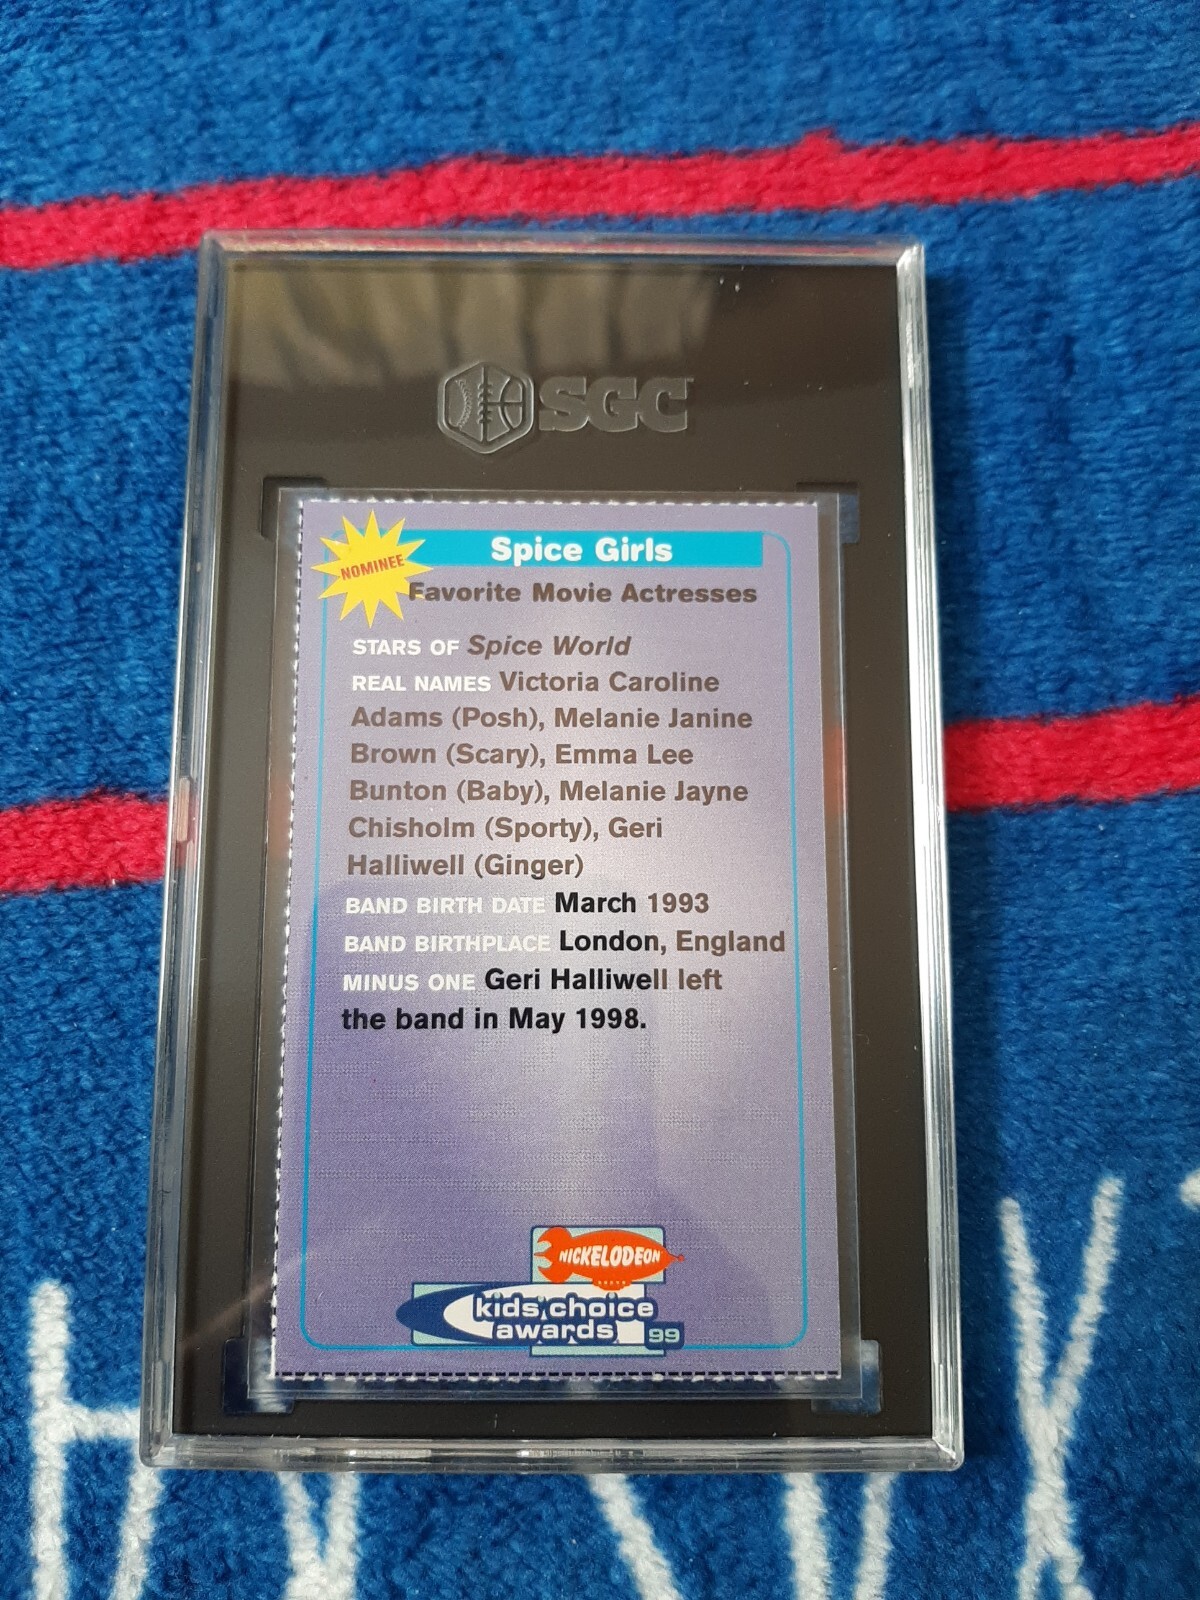 SGC
NOMINEE
Spice Girls
Favorite Movie Actresses
STARS OF Spice World
REAL NAMES Victoria Caroline
Adams (Posh), Melanie Janine
Brown (Scary), Emma Lee
Bunton (Baby), Melanie Jayne
Chisholm (Sporty), Geri
Halliwell (Ginger)
BAND BIRTH DATE March 1993
BAND BIRTHPLACE London, England
MINUS ONE Geri Halliwell left
the band in May 1998.
NICKELODEON
kids' choice
awards 99